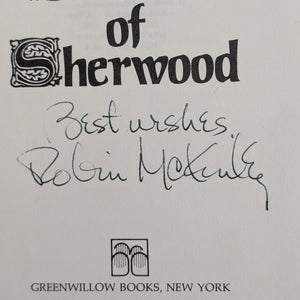 of
Sherwood
Best wishes,
Robin McKinley
GREENWILLOW BOOKS, NEW YORK